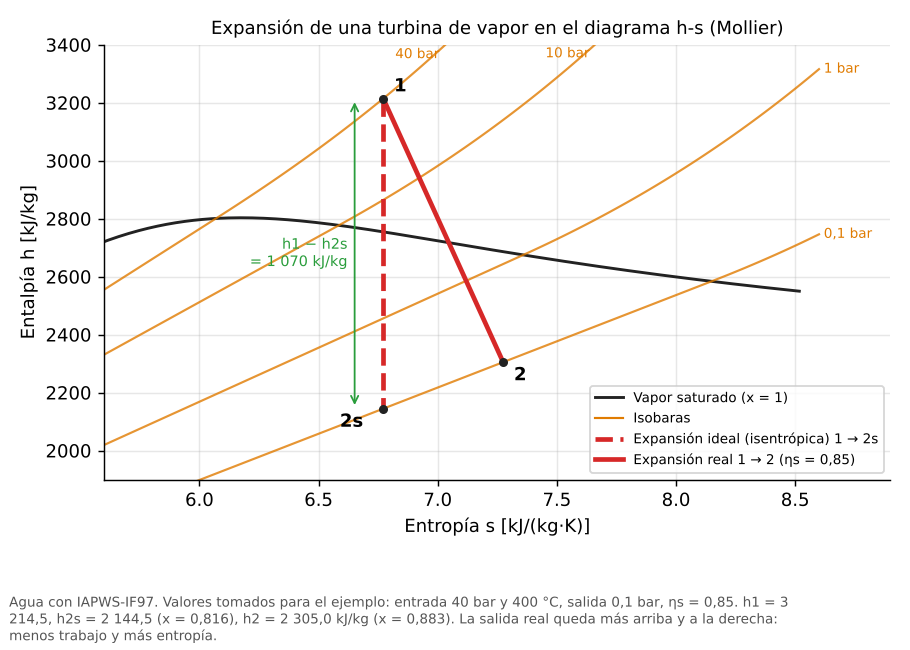 Expansión de una turbina de vapor en el diagrama h-s (Mollier)
3400
3200
3000
2800
2600
2400
2200
2000
Entalpía h [kJ/kg]
40 bar
10 bar
1 bar
0,1 bar
1
h1 − h2s
= 1 070 kJ/kg
2
2s
Vapor saturado (x = 1)
Isobaras
Expansión ideal (isentrópica) 1 → 2s
Expansión real 1 → 2 (ηs = 0,85)
6.0
6.5
7.0
7.5
8.0
8.5
Entropía s [kJ/(kg·K)]
Agua con IAPWS-IF97. Valores tomados para el ejemplo: entrada 40 bar y 400 °C, salida 0,1 bar, ηs = 0,85. h1 = 3
214,5, h2s = 2 144,5 (x = 0,816), h2 = 2 305,0 kJ/kg (x = 0,883). La salida real queda más arriba y a la derecha:
menos trabajo y más entropía.